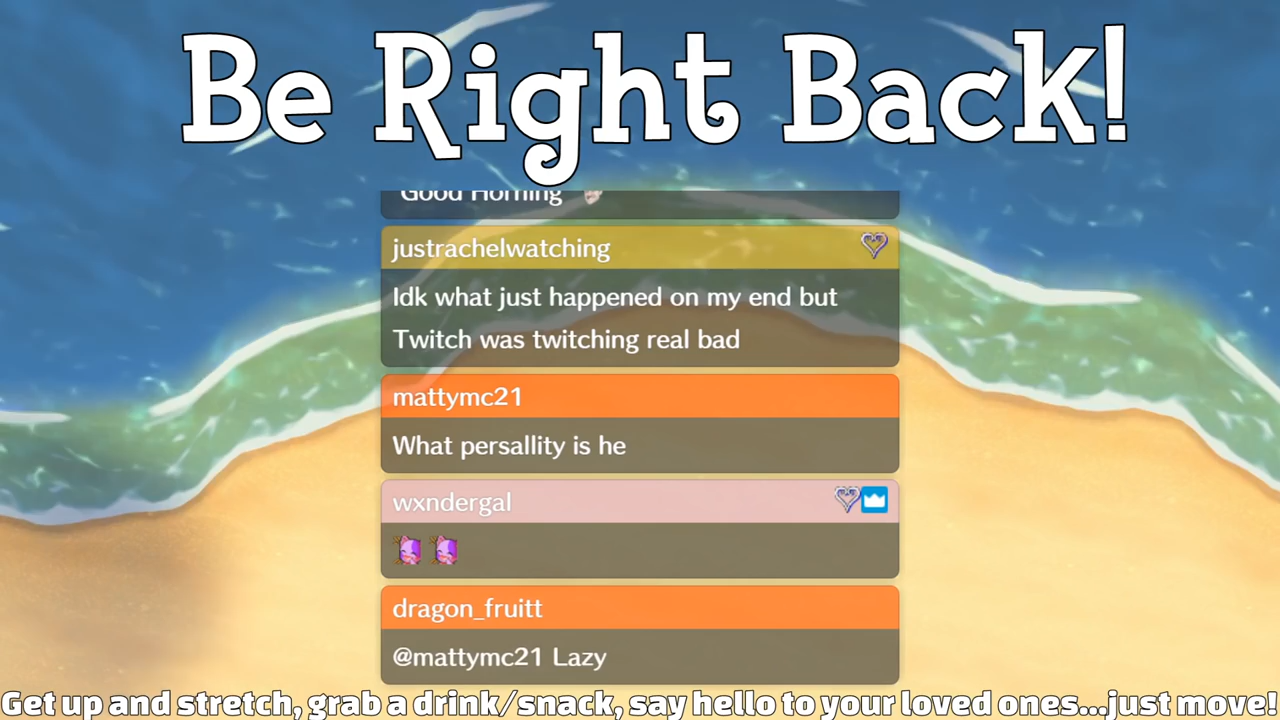 Be Right Back!
Good Horning
justrachelwatching
Idk what just happened on my end but
Twitch was twitching real bad
mattymc21
What persallity is he
wxndergal
dragon_fruitt
@mattymc21 Lazy
Get up and stretch, grab a drink/snack, say hello to your loved ones...just move!